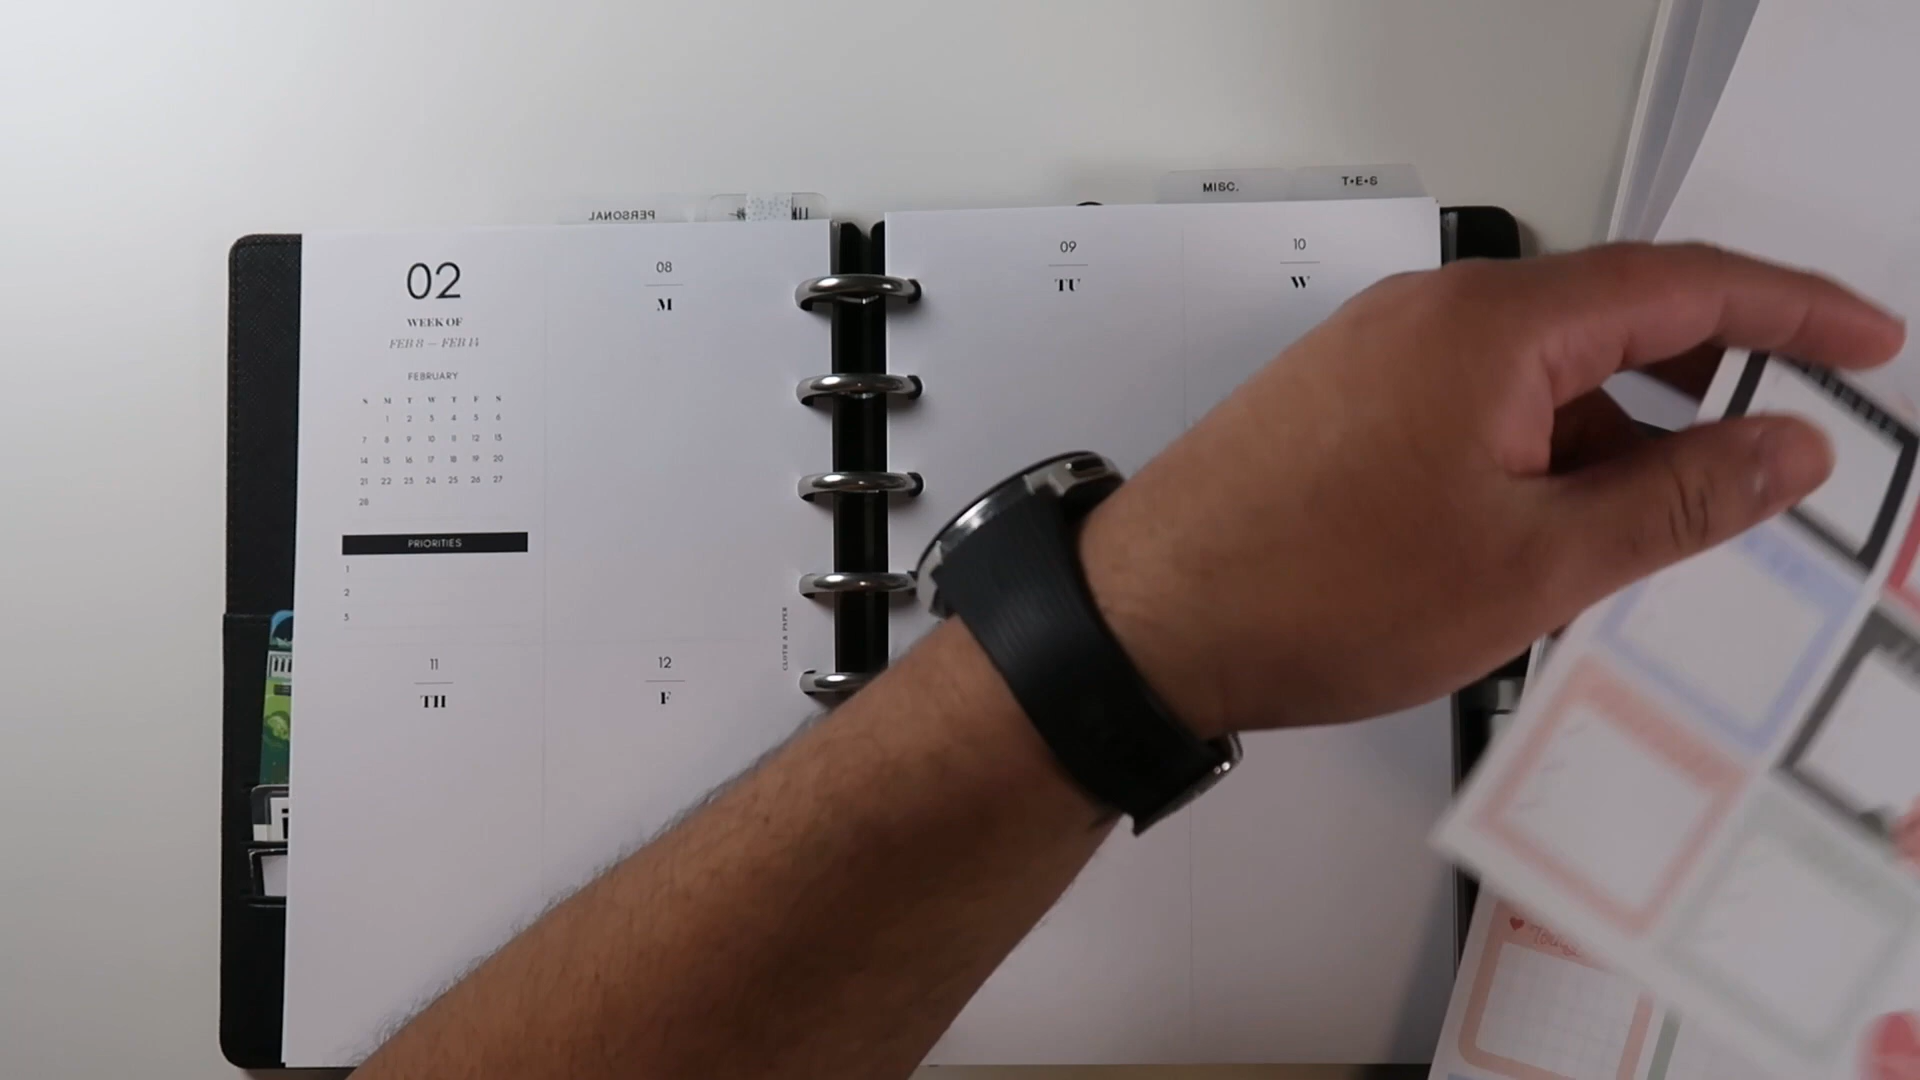 PERSONAL
MISC.
T•E•S
02
WEEK OF
FEB 8 — FEB 14
FEBRUARY
S M T W T F S
1 2 3 4 5 6
7 8 9 10 11 12 13
14 15 16 17 18 19 20
21 22 23 24 25 26 27
28
PRIORITIES
1
2
3
08
M
09
TU
10
W
11
TH
12
F
CLOTH & PAPER